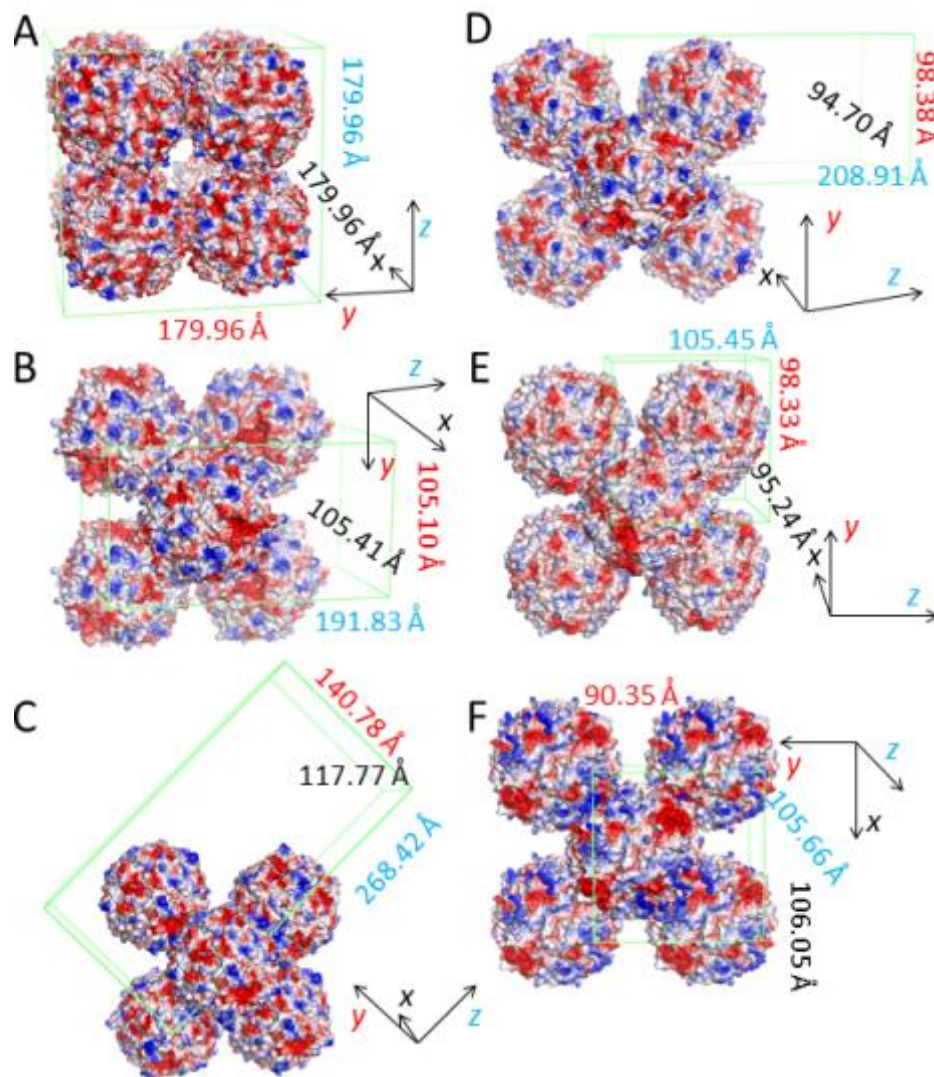 A
179.96 Å
179.96 Å
179.96 Å
x
y
z
B
105.10 Å
105.41 Å
191.83 Å
x
y
z
C
140.78 Å
117.77 Å
268.42 Å
x
y
z
D
98.38 Å
94.70 Å
208.91 Å
x
y
z
E
105.45 Å
98.33 Å
95.24 Å
x
y
z
F
90.35 Å
105.66 Å
106.05 Å
x
y
z